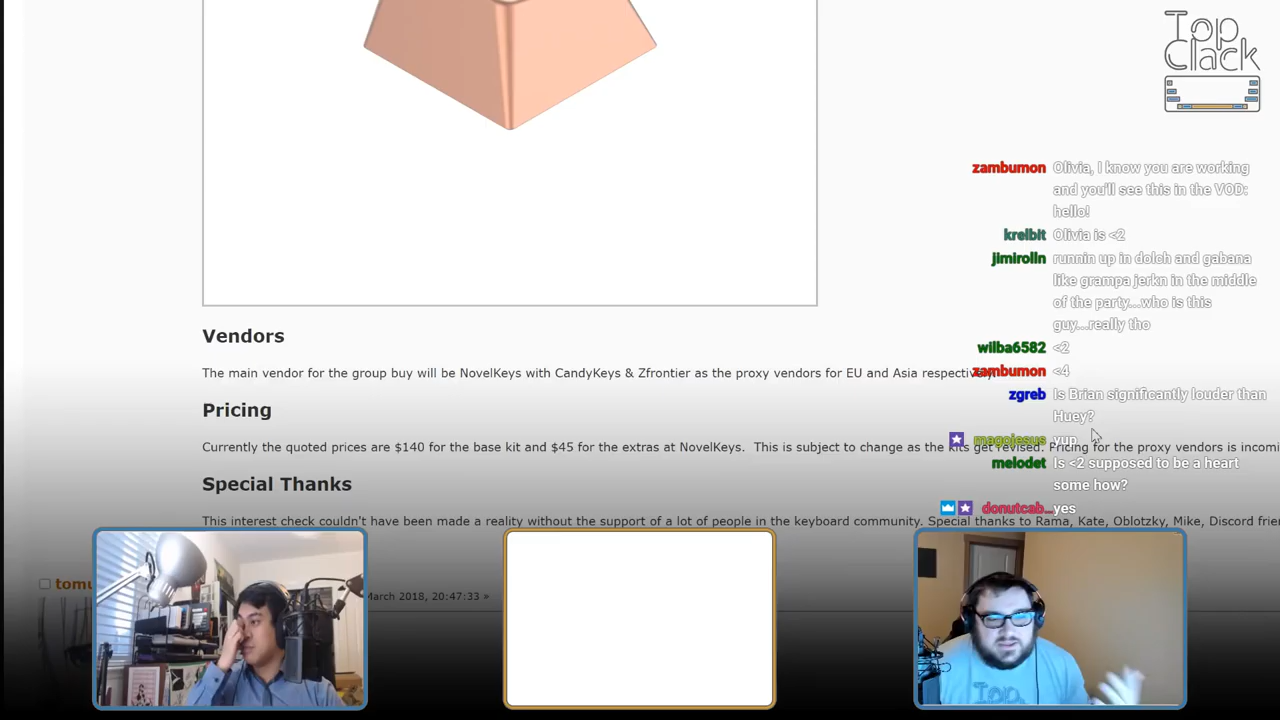 Top
Clack
zambumon Olivia, I know you are working
and you'll see this in the VOD:
hello!
krelbit Olivia is <2
jimirolln runnin up in dolch and gabana
like grampa jerkn in the middle
of the party...who is this
guy...really tho
wilba6582 <2
zambumon <4
zgreb Is Brian significantly louder than
Huey?
magojesus yup
melodet Is <2 supposed to be a heart
some how?
donutcab... yes
Vendors
The main vendor for the group buy will be NovelKeys with CandyKeys & Zfrontier as the proxy vendors for EU and Asia respectively.
Pricing
Currently the quoted prices are $140 for the base kit and $45 for the extras at NovelKeys. This is subject to change as the kits get revised. Pricing for the proxy vendors is incomi
Special Thanks
This interest check couldn't have been made a reality without the support of a lot of people in the keyboard community. Special thanks to Rama, Kate, Oblotzky, Mike, Discord frie
tomu
March 2018, 20:47:33 »
Top